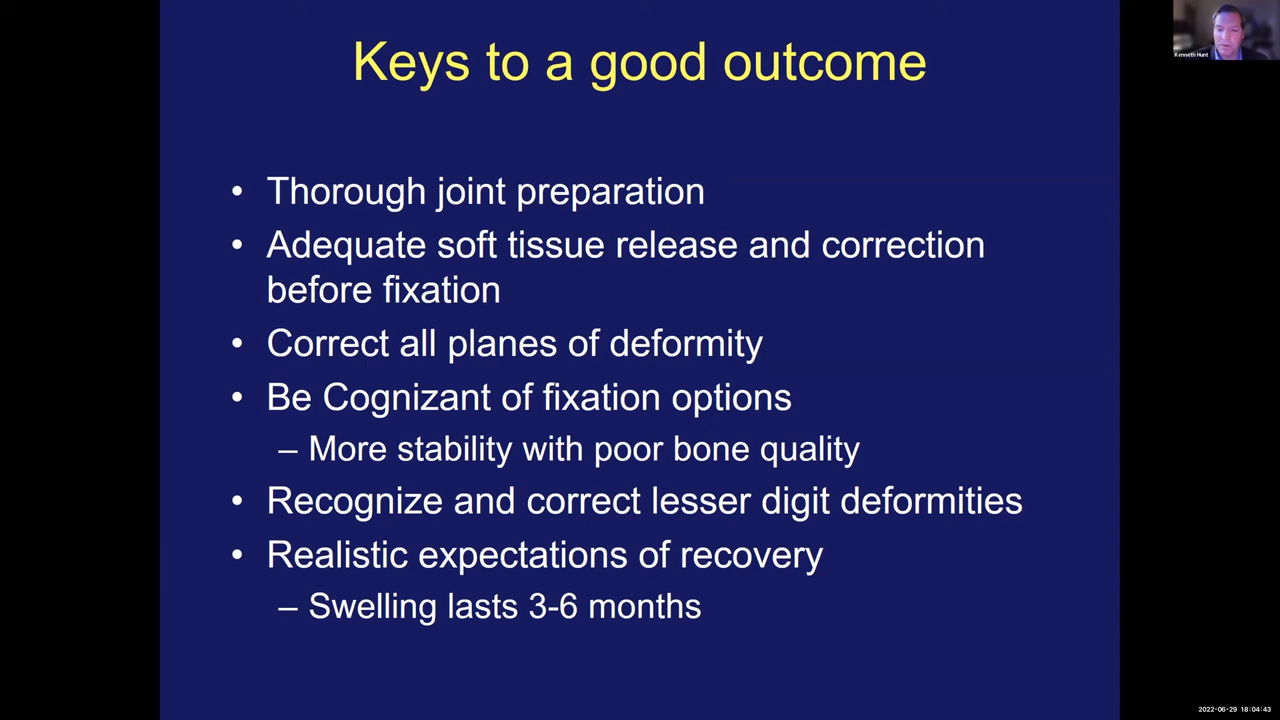 Keys to a good outcome
Kenneth Hunt
• Thorough joint preparation
• Adequate soft tissue release and correction
before fixation
• Correct all planes of deformity
• Be Cognizant of fixation options
– More stability with poor bone quality
• Recognize and correct lesser digit deformities
• Realistic expectations of recovery
– Swelling lasts 3-6 months
2022-06-29 18:04:43